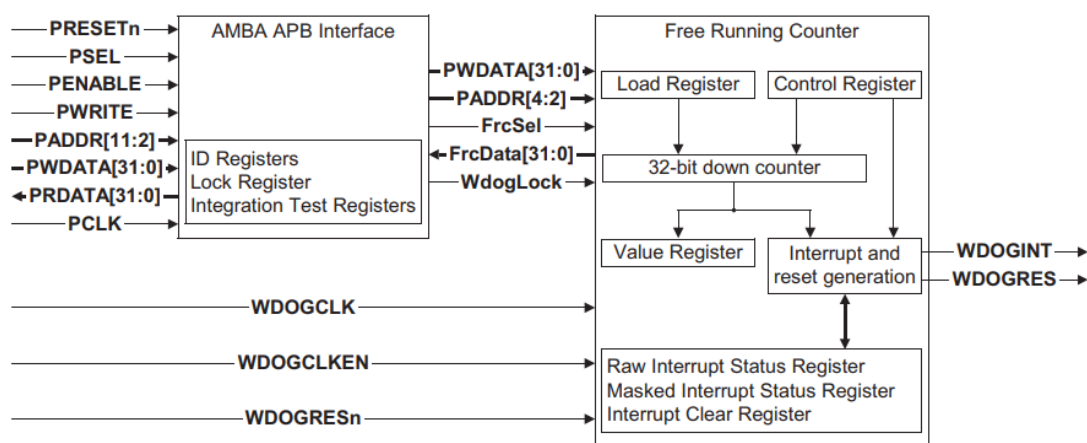 PRESETn
PSEL
PENABLE
PWRITE
PADDR[11:2]
PWDATA[31:0]
PRDATA[31:0]
PCLK
AMBA APB Interface
ID Registers
Lock Register
Integration Test Registers
PWDATA[31:0]
PADDR[4:2]
FrcSel
FrcData[31:0]
WdogLock
Free Running Counter
Load Register
Control Register
32-bit down counter
Value Register
Interrupt and
reset generation
WDOGINT
WDOGRES
WDOGCLK
WDOGCLKEN
WDOGRESn
Raw Interrupt Status Register
Masked Interrupt Status Register
Interrupt Clear Register